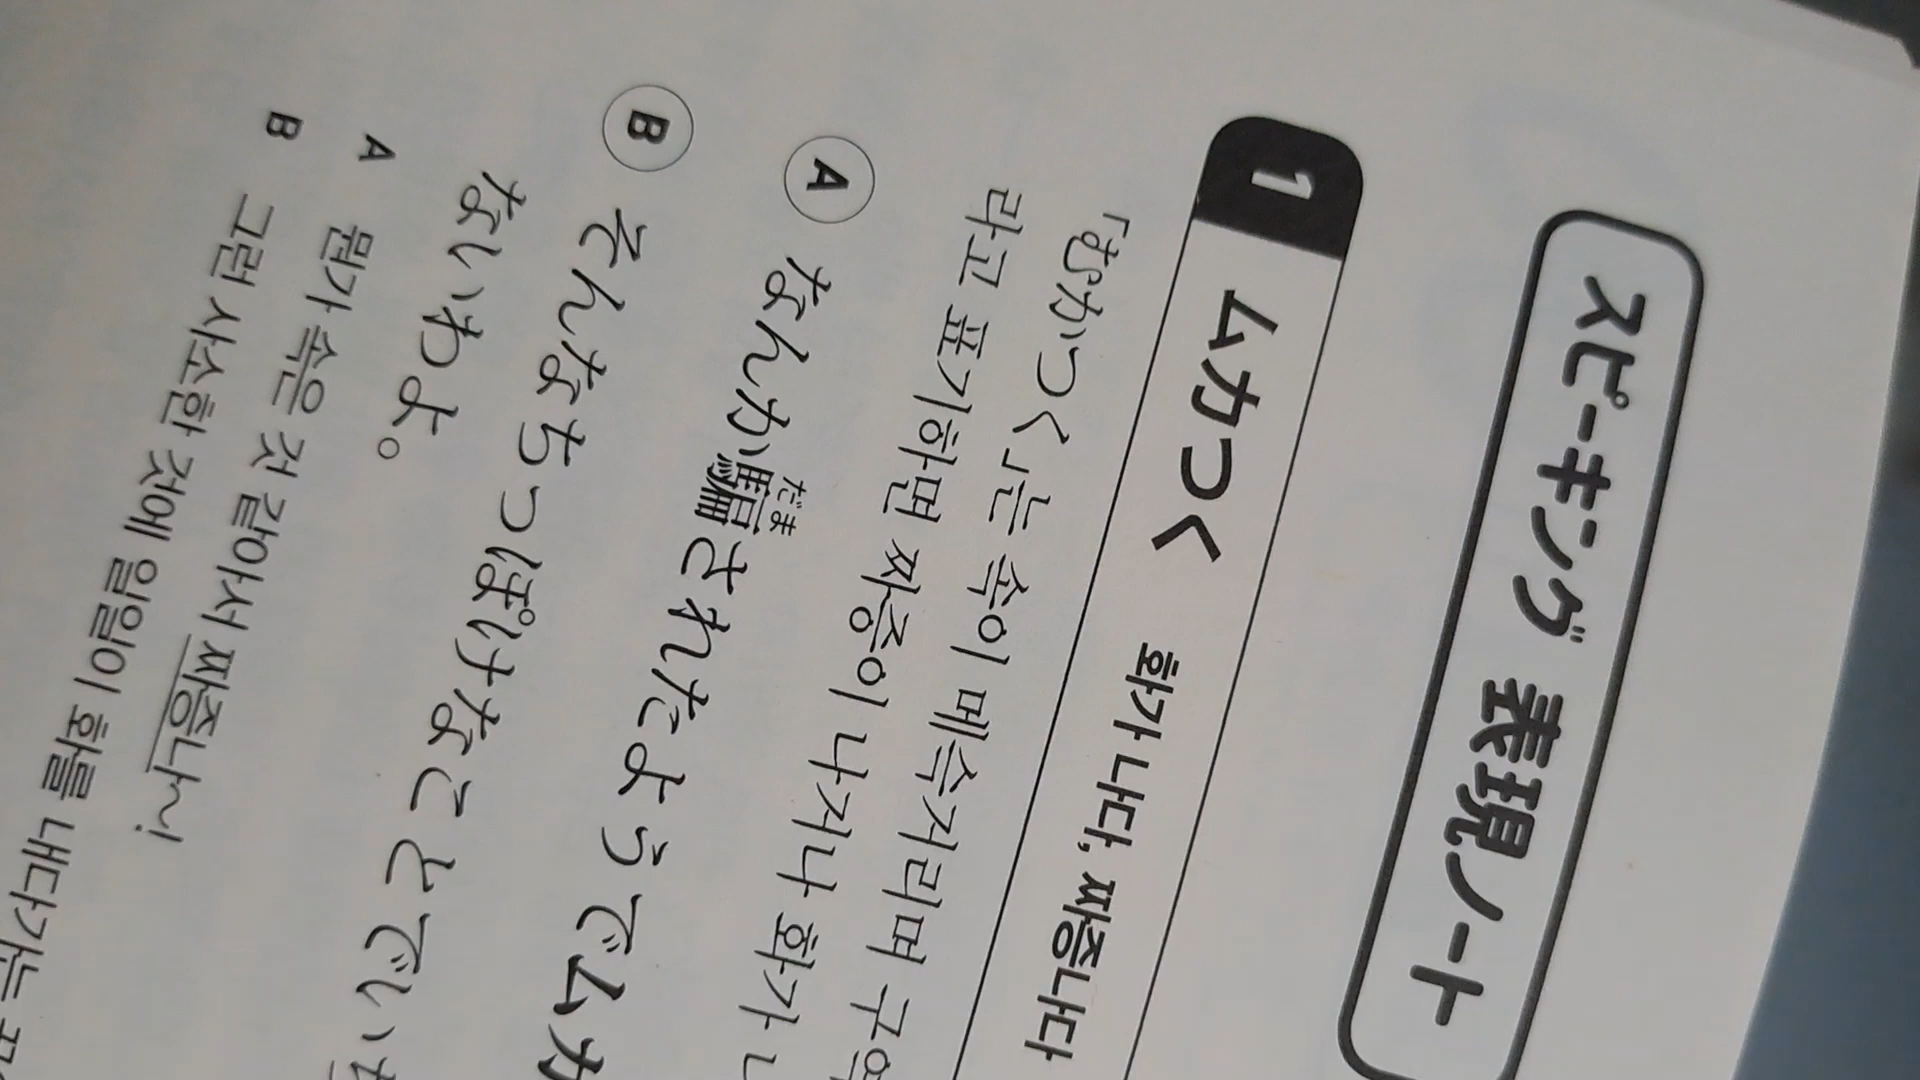 スピーキング 表現ノート
1 ムカつく 화가 나다, 짜증나다
「むかつく」는 속이 메슥거리며 구역
라고 표기하면 짜증이 나거나 화가
A なんか騙されたようでムカ
だま
B そんなちっぽけなことでいち
ないわよ。
A 뭔가 속은 것 같아서 짜증나~!
B 그런 사소한 것에 일일이 화를 내다가는